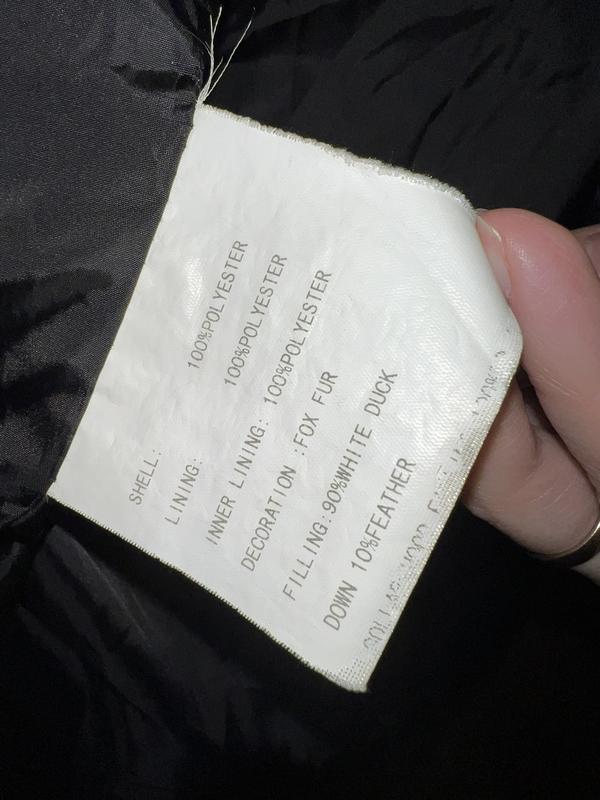 SHELL: 100%POLYESTER
LINING: 100%POLYESTER
INNER LINING: 100%POLYESTER
DECORATION :FOX FUR
FILLING:90%WHITE DUCK
DOWN 10%FEATHER